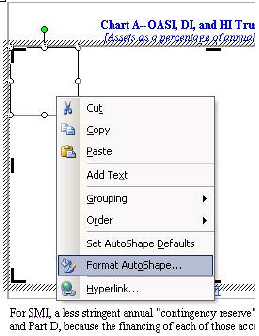 Chart A--OASI, DI, and HI Tru
[Assets as a percentage of annual
Cut
Copy
Paste
Add Text
Grouping
Order
Set AutoShape Defaults
Format AutoShape...
Hyperlink...
For SMI, a less stringent annual "contingency reserve"
and Part D, because the financing of each of those acc